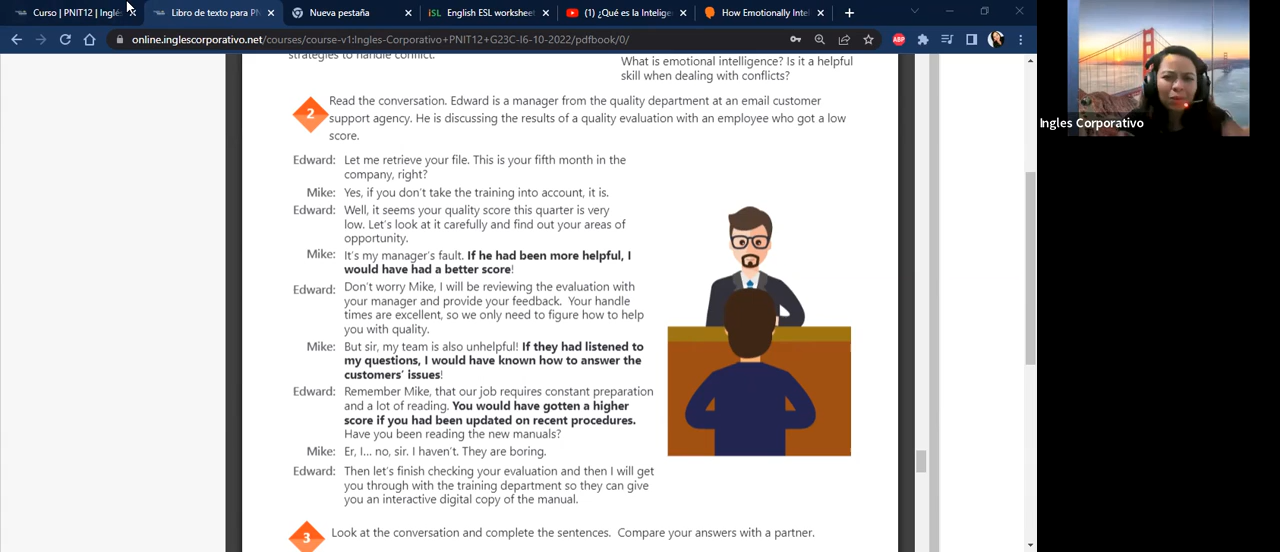 Curso | PNIT12 | Inglés
Libro de texto para PN
Nueva pestaña
iSL English ESL worksheet
(1) ¿Qué es la Intelige
How Emotionally Intel
online.inglescorporativo.net/courses/course-v1:Ingles-Corporativo+PNIT12+G23C-I6-10-2022/pdfbook/0/
ABP
strategies to handle conflict.
What is emotional intelligence? Is it a helpful
skill when dealing with conflicts?
2
Read the conversation. Edward is a manager from the quality department at an email customer
support agency. He is discussing the results of a quality evaluation with an employee who got a low
score.
Edward: Let me retrieve your file. This is your fifth month in the
company, right?
Mike: Yes, if you don't take the training into account, it is.
Edward: Well, it seems your quality score this quarter is very
low. Let's look at it carefully and find out your areas of
opportunity.
Mike: It's my manager's fault. If he had been more helpful, I
would have had a better score!
Edward: Don't worry Mike, I will be reviewing the evaluation with
your manager and provide your feedback. Your handle
times are excellent, so we only need to figure how to help
you with quality.
Mike: But sir, my team is also unhelpful! If they had listened to
my questions, I would have known how to answer the
customers' issues!
Edward: Remember Mike, that our job requires constant preparation
and a lot of reading. You would have gotten a higher
score if you had been updated on recent procedures.
Have you been reading the new manuals?
Mike: Er, I... no, sir. I haven't. They are boring.
Edward: Then let's finish checking your evaluation and then I will get
you through with the training department so they can give
you an interactive digital copy of the manual.
3
Look at the conversation and complete the sentences. Compare your answers with a partner.
Ingles Corporativo